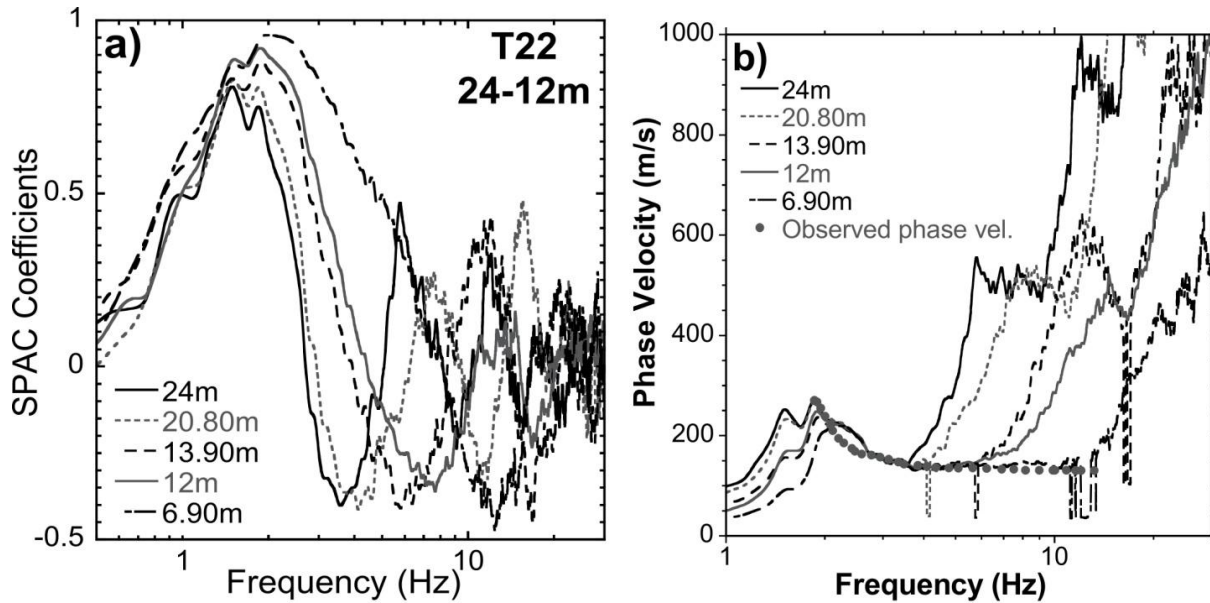 a)
T22
24-12m
SPAC Coefficients
1
0.5
0
-0.5
24m
20.80m
13.90m
12m
6.90m
1
10
Frequency (Hz)
b)
Phase Velocity (m/s)
1000
800
600
400
200
0
24m
20.80m
13.90m
12m
6.90m
Observed phase vel.
1
10
Frequency (Hz)